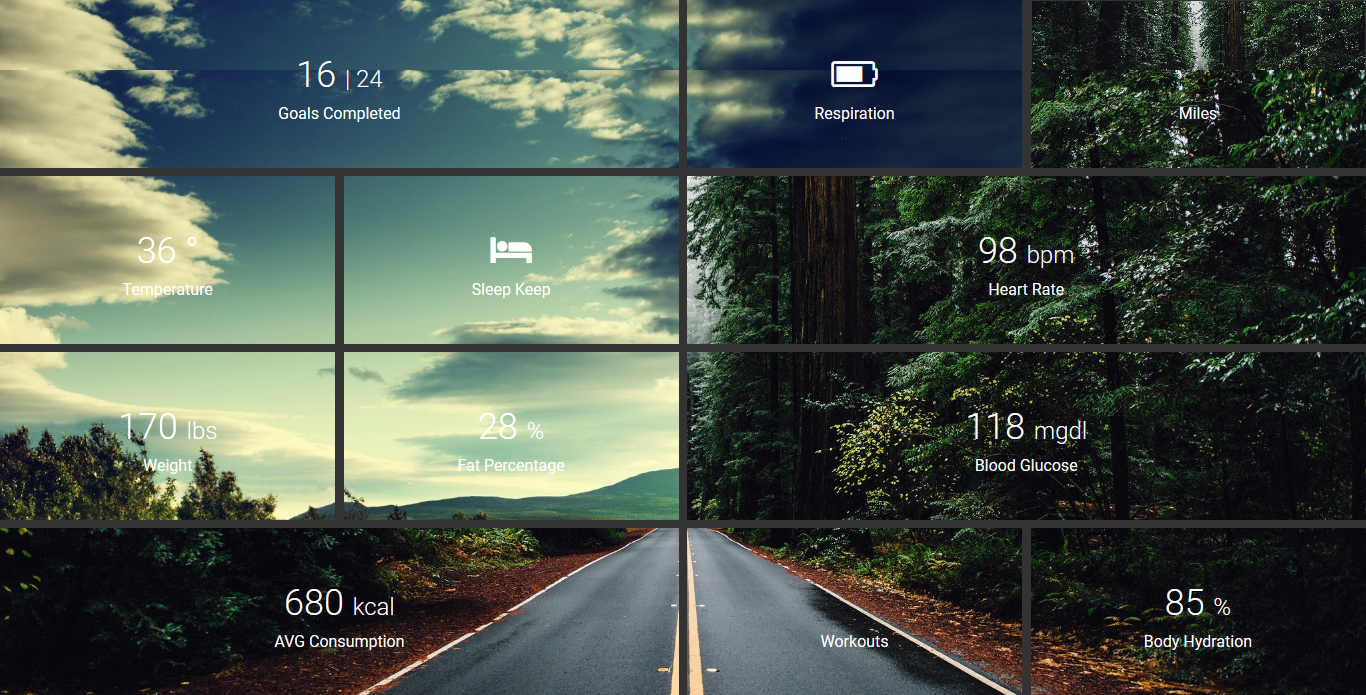 16 | 24
Goals Completed
Respiration
Miles
36 °
Temperature
Sleep Keep
98 bpm
Heart Rate
170 lbs
Weight
28 %
Fat Percentage
118 mgdl
Blood Glucose
680 kcal
AVG Consumption
Workouts
85 %
Body Hydration